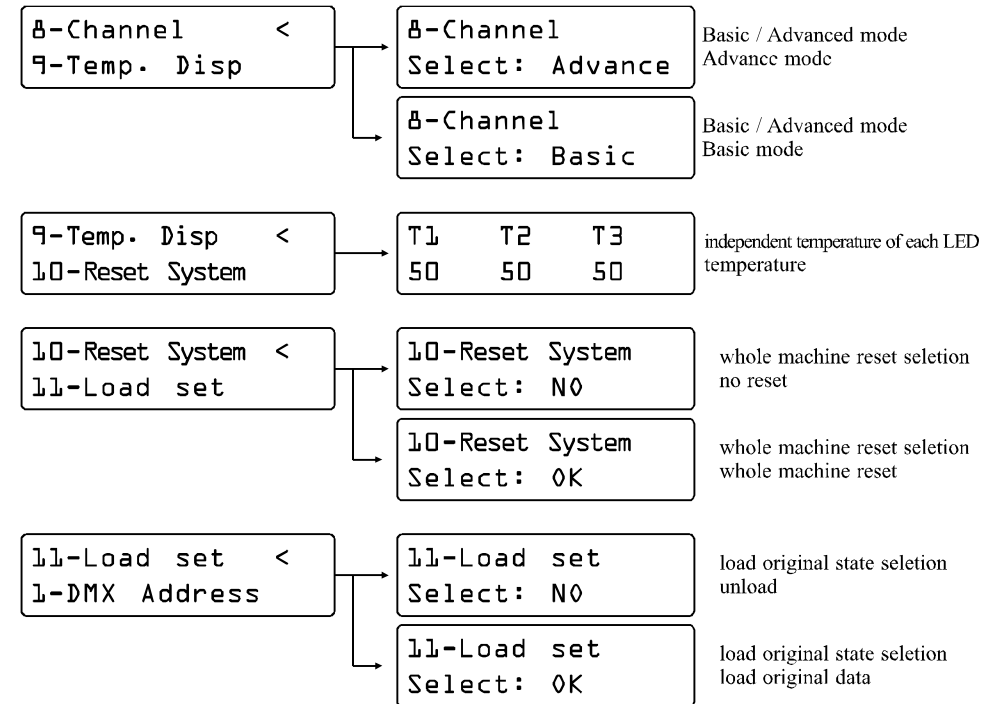 8-Channel <
9-Temp. Disp
8-Channel
Select: Advance
Basic / Advanced mode
Advance mode
8-Channel
Select: Basic
Basic / Advanced mode
Basic mode
9-Temp. Disp <
10-Reset System
T1 T2 T3
50 50 50
independent temperature of each LED
temperature
10-Reset System <
11-Load set
10-Reset System
Select: NO
whole machine reset seletion
no reset
10-Reset System
Select: OK
whole machine reset seletion
whole machine reset
11-Load set <
1-DMX Address
11-Load set
Select: NO
load original state seletion
unload
11-Load set
Select: OK
load original state seletion
load original data